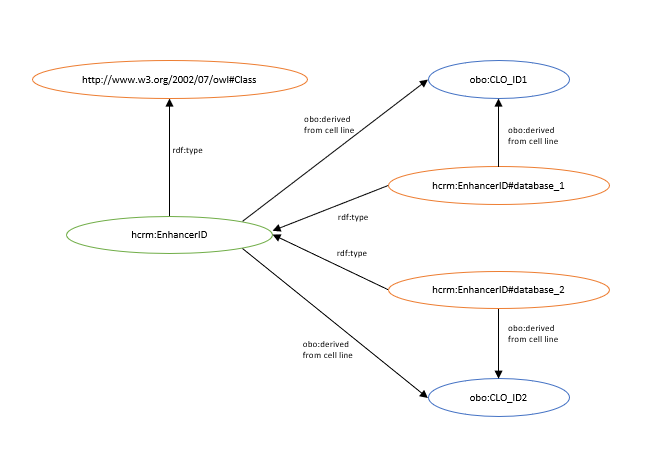 http://www.w3.org/2002/07/owl#Class
obo:CLO_ID1
obo:derived
from cell line
obo:derived
from cell line
rdf:type
hcrm:EnhancerID#database_1
rdf:type
hcrm:EnhancerID
rdf:type
hcrm:EnhancerID#database_2
obo:derived
from cell line
obo:derived
from cell line
obo:CLO_ID2